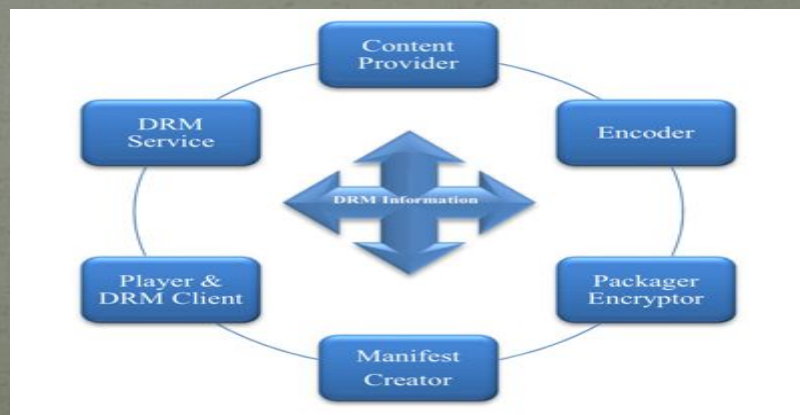 Content
Provider
DRM
Service
Encoder
DRM Information
Player &
DRM Client
Packager
Encryptor
Manifest
Creator